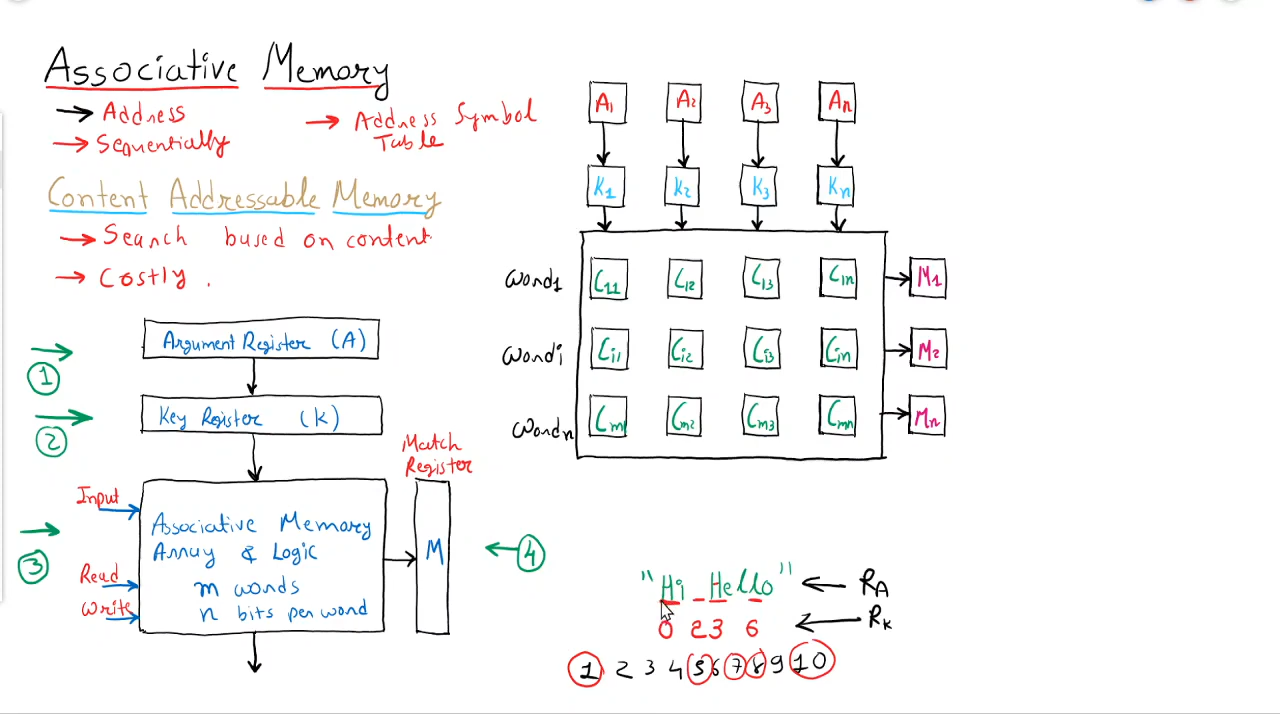 Associative Memory
→ Address
→ Sequentially
→ Address Symbol
Table
Content Addressable Memory
→ Search based on content
→ Costly .
1
Argument Register (A)
2
Key Register (K)
Match
Register
Input
3
Associative Memory
Array & Logic
m words
n bits per word
Read
Write
M
4
A1 A2 A3 An
K1 K2 K3 Kn
Word1 C11 C12 C13 C1n M1
Wordi Ci1 Ci2 Ci3 Cin M2
Wordn Cm1 Cm2 Cm3 Cmn Mn
"Hi _Hello" ← RA
0 2 3 6 ← RK
1 2 3 4 5 6 7 8 9 10